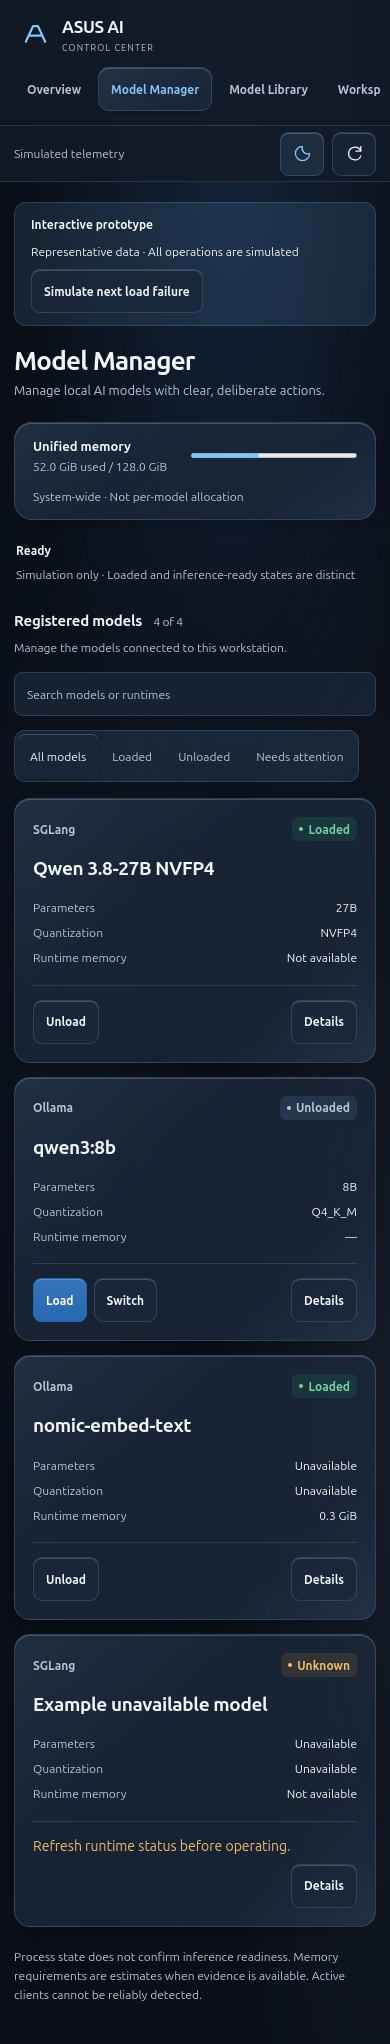 ASUS AI
CONTROL CENTER
Overview Model Manager Model Library Worksp
Simulated telemetry
Interactive prototype
Representative data · All operations are simulated
Simulate next load failure
Model Manager
Manage local AI models with clear, deliberate actions.
Unified memory
52.0 GiB used / 128.0 GiB
System-wide · Not per-model allocation
Ready
Simulation only · Loaded and inference-ready states are distinct
Registered models 4 of 4
Manage the models connected to this workstation.
Search models or runtimes
All models Loaded Unloaded Needs attention
SGLang • Loaded
Qwen 3.8-27B NVFP4
Parameters 27B
Quantization NVFP4
Runtime memory Not available
Unload Details
Ollama • Unloaded
qwen3:8b
Parameters 8B
Quantization Q4_K_M
Runtime memory —
Load Switch Details
Ollama • Loaded
nomic-embed-text
Parameters Unavailable
Quantization Unavailable
Runtime memory 0.3 GiB
Unload Details
SGLang • Unknown
Example unavailable model
Parameters Unavailable
Quantization Unavailable
Runtime memory Not available
Refresh runtime status before operating.
Details
Process state does not confirm inference readiness. Memory
requirements are estimates when evidence is available. Active
clients cannot be reliably detected.